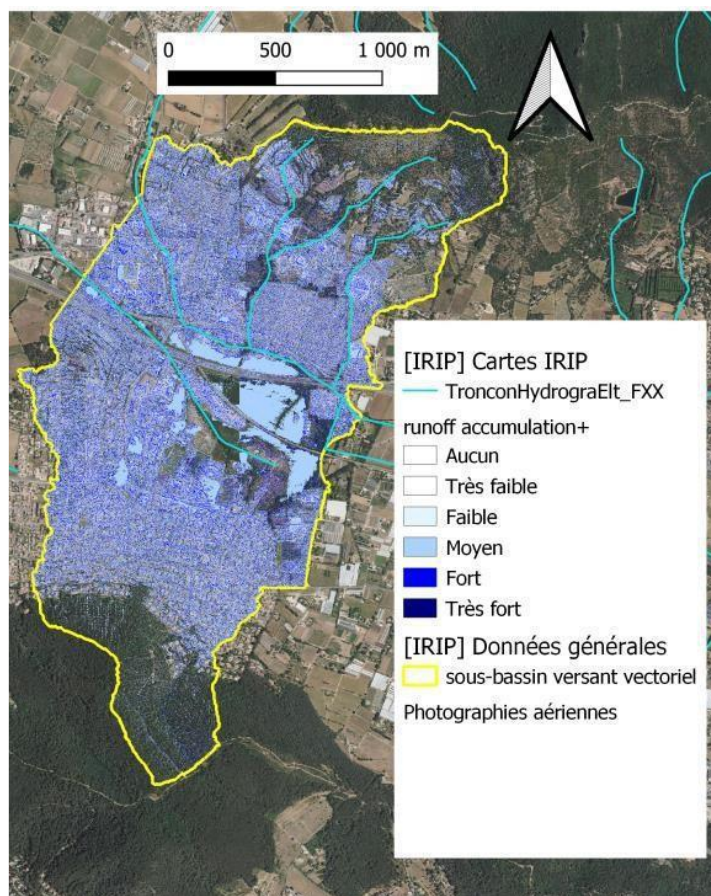 0 500 1 000 m
[IRIP] Cartes IRIP
TronconHydrograElt_FXX
runoff accumulation+
Aucun
Très faible
Faible
Moyen
Fort
Très fort
[IRIP] Données générales
sous-bassin versant vectoriel
Photographies aériennes